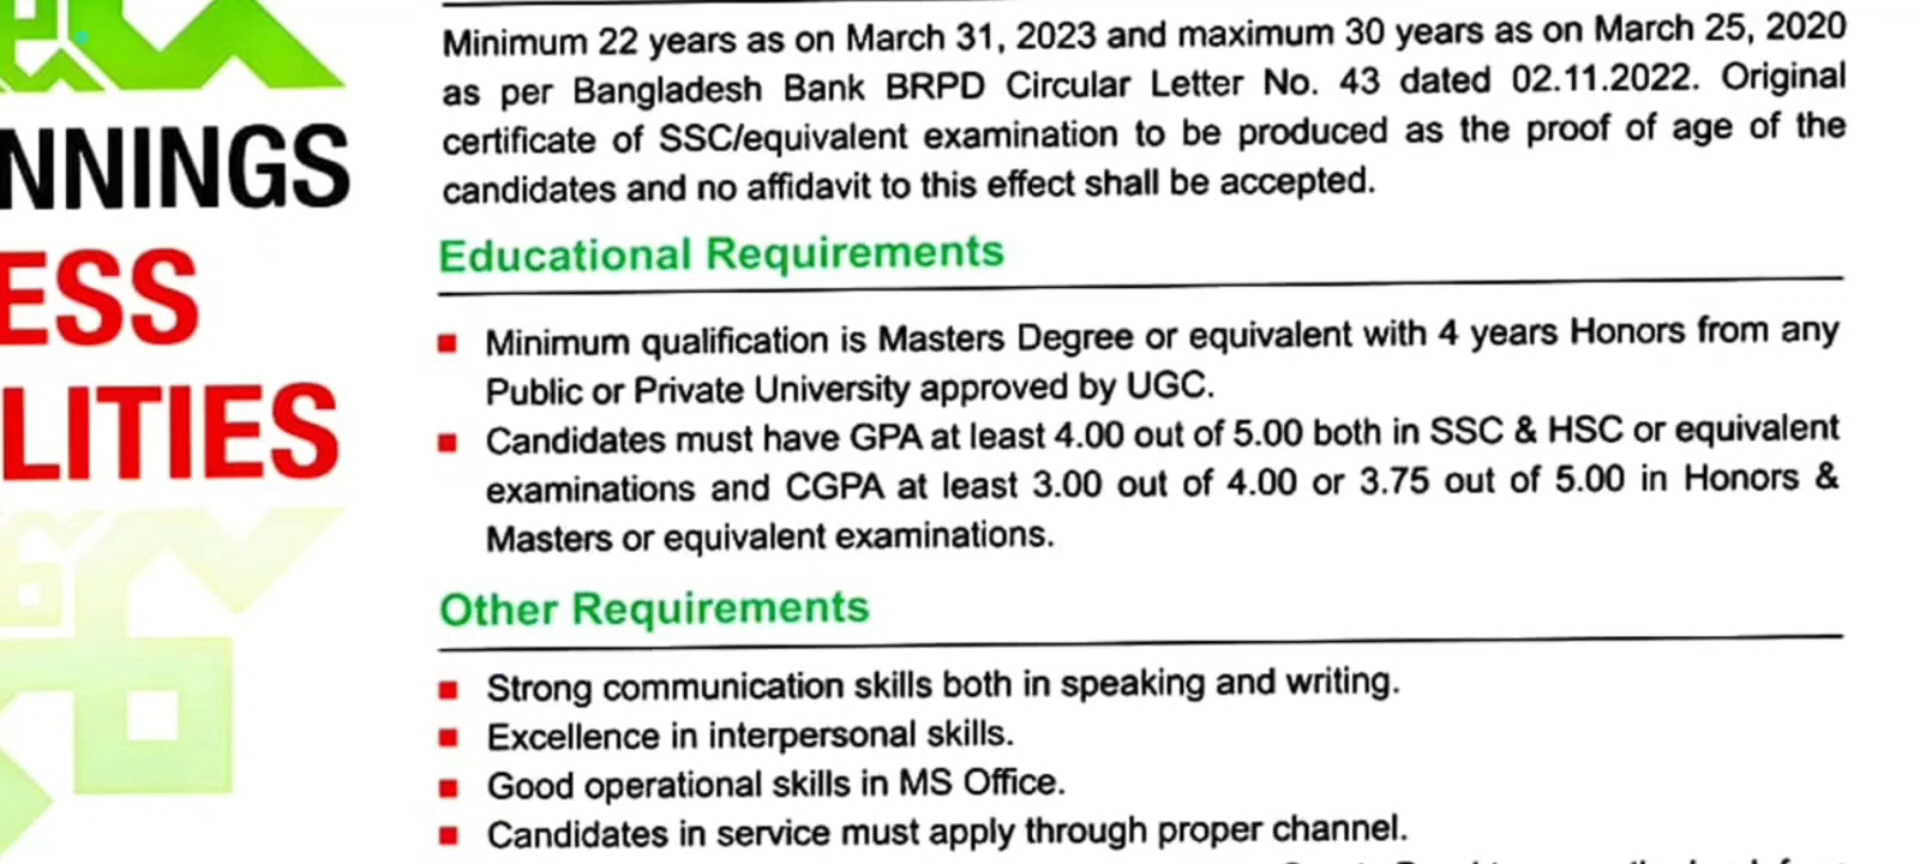 NNINGS
ESS
LITIES
Minimum 22 years as on March 31, 2023 and maximum 30 years as on March 25, 2020
as per Bangladesh Bank BRPD Circular Letter No. 43 dated 02.11.2022. Original
certificate of SSC/equivalent examination to be produced as the proof of age of the
candidates and no affidavit to this effect shall be accepted.
Educational Requirements
Minimum qualification is Masters Degree or equivalent with 4 years Honors from any
Public or Private University approved by UGC.
Candidates must have GPA at least 4.00 out of 5.00 both in SSC & HSC or equivalent
examinations and CGPA at least 3.00 out of 4.00 or 3.75 out of 5.00 in Honors &
Masters or equivalent examinations.
Other Requirements
Strong communication skills both in speaking and writing.
Excellence in interpersonal skills.
Good operational skills in MS Office.
Candidates in service must apply through proper channel.